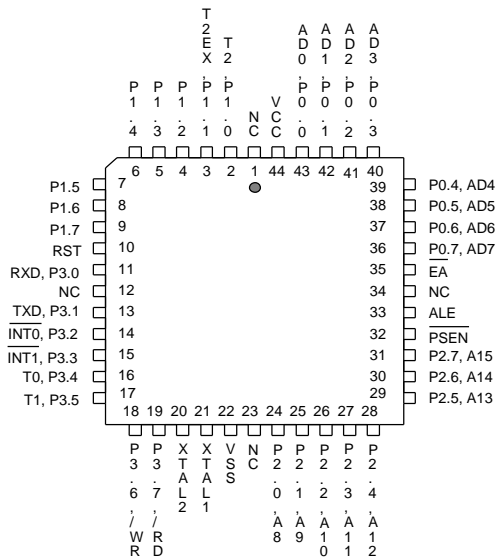 T2EX,P1.1
T2,P1.0
AD0,P0.0
AD1,P0.1
AD2,P0.2
AD3,P0.3
P1.4
P1.3
P1.2
NC
VCC
6 5 4 3 2 1 44 43 42 41 40
P1.5 7
P1.6 8
P1.7 9
RST 10
RXD, P3.0 11
NC 12
TXD, P3.1 13
INT0, P3.2 14
INT1, P3.3 15
T0, P3.4 16
T1, P3.5 17
39 P0.4, AD4
38 P0.5, AD5
37 P0.6, AD6
36 P0.7, AD7
35 EA
34 NC
33 ALE
32 PSEN
31 P2.7, A15
30 P2.6, A14
29 P2.5, A13
18 19 20 21 22 23 24 25 26 27 28
P3.6,/WR
P3.7,/RD
XTAL2
XTAL1
VSS
NC
P2.0,A8
P2.1,A9
P2.2,A10
P2.3,A11
P2.4,A12